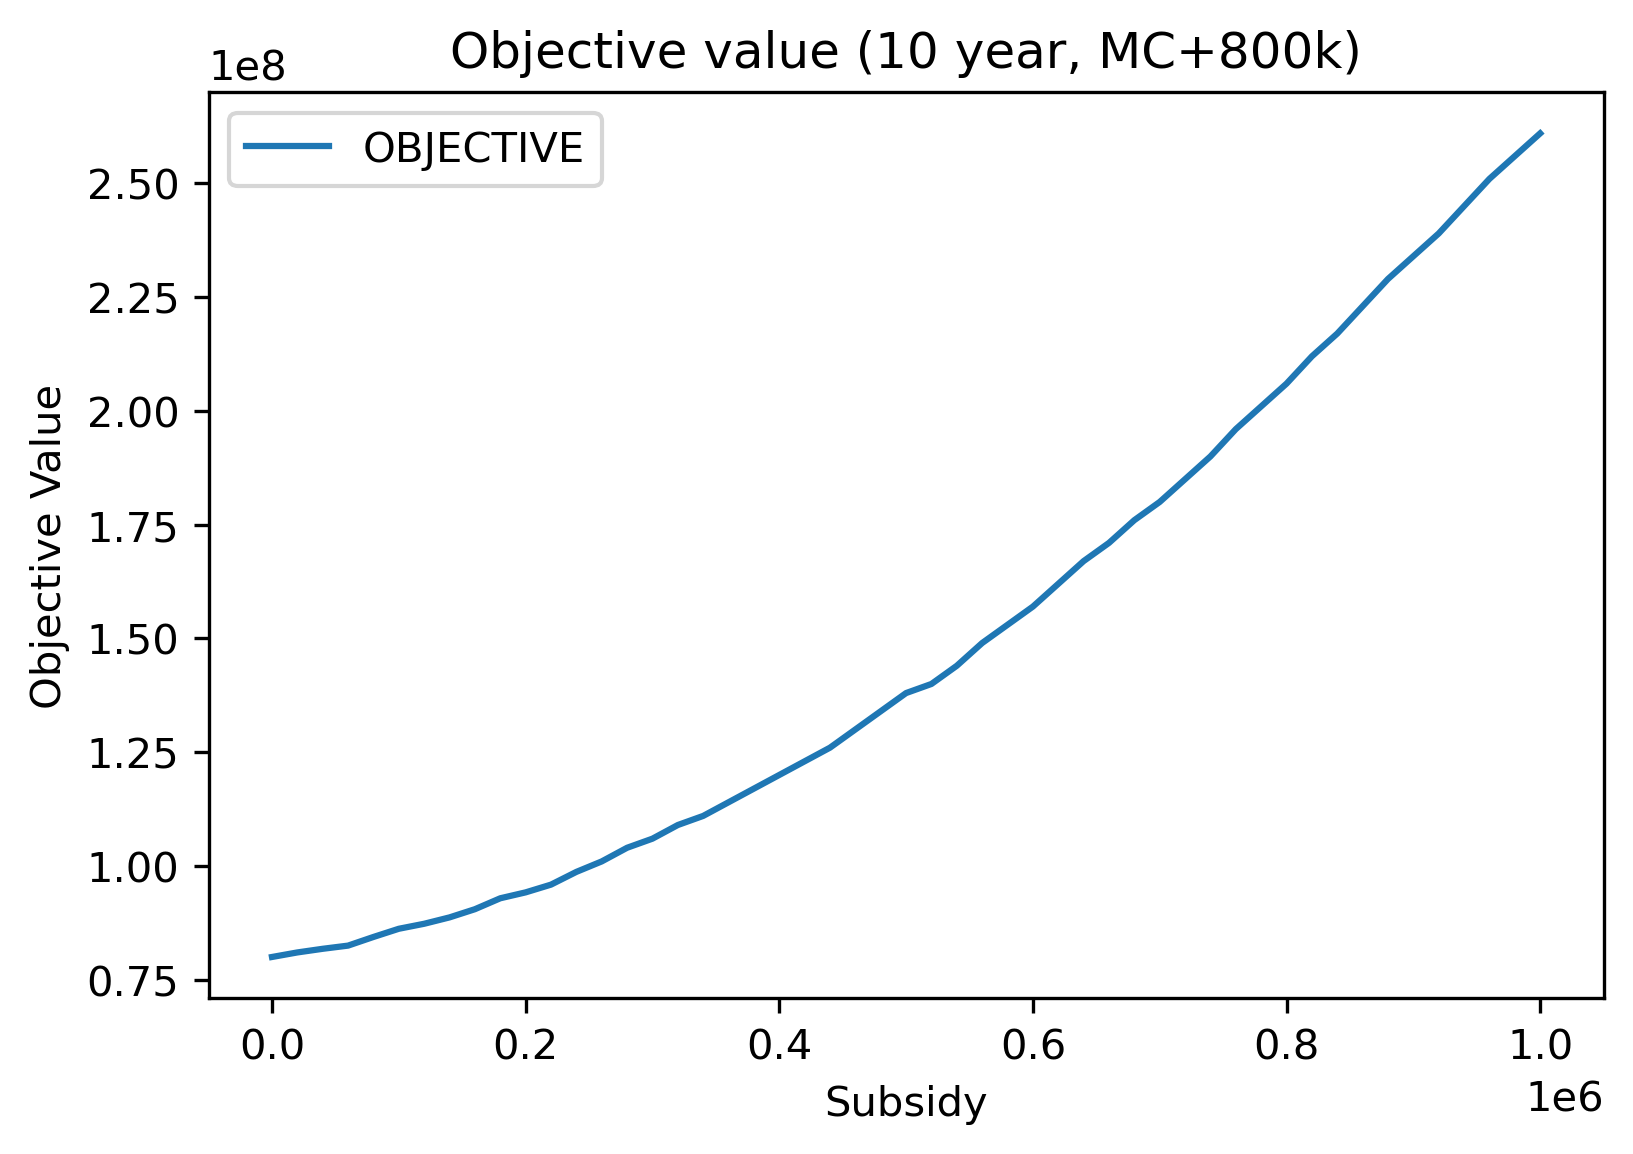 Objective value (10 year, MC+800k)
1e8
OBJECTIVE
2.50
2.25
2.00
1.75
1.50
1.25
1.00
0.75
Objective Value
0.0 0.2 0.4 0.6 0.8 1.0
Subsidy
1e6